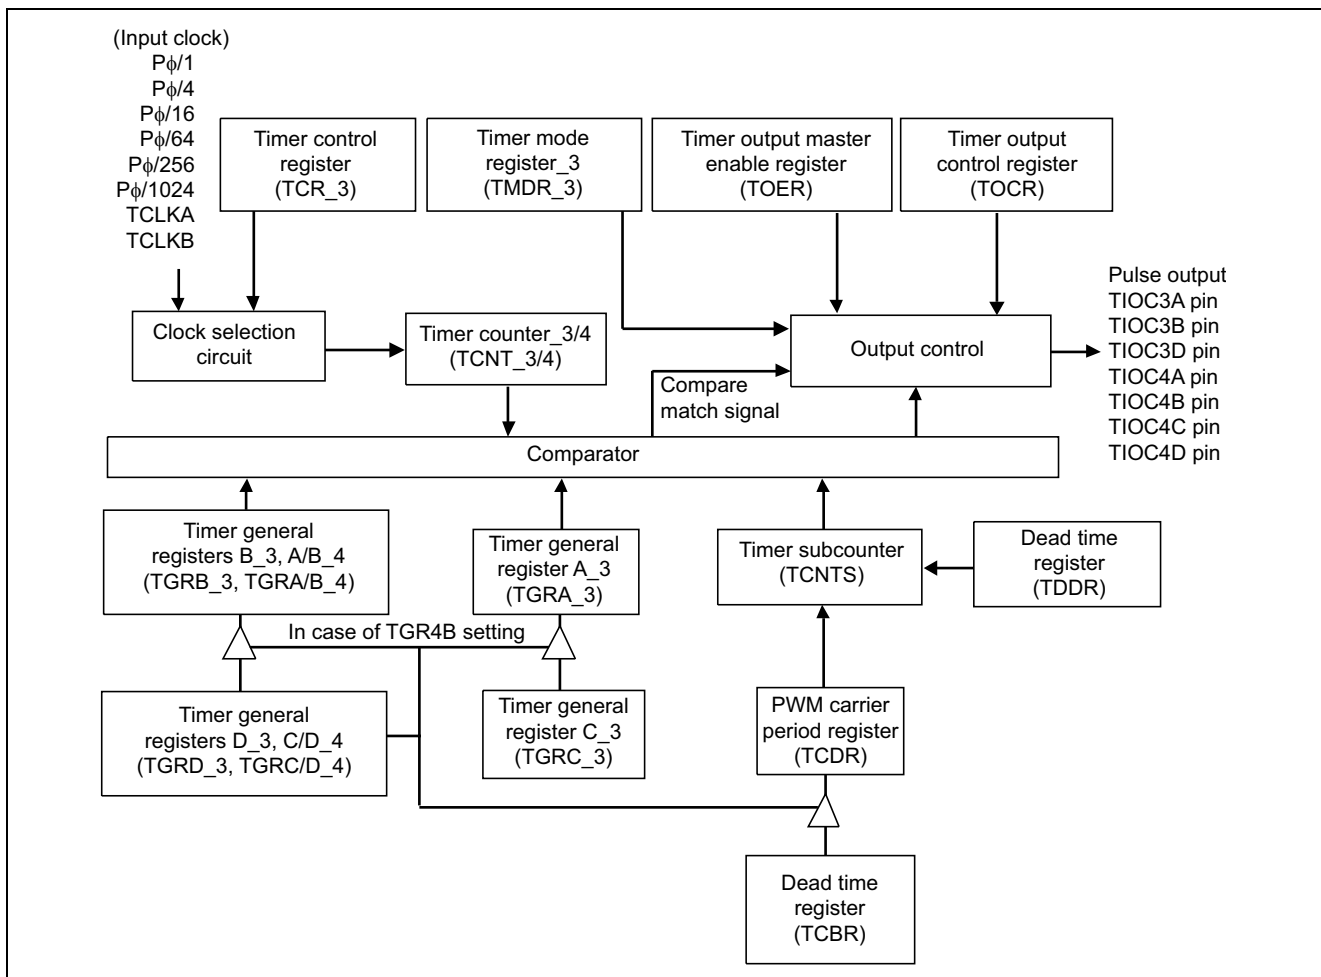 (Input clock)
Pϕ/1
Pϕ/4
Pϕ/16
Pϕ/64
Pϕ/256
Pϕ/1024
TCLKA
TCLKB
Timer control
register
(TCR_3)
Timer mode
register_3
(TMDR_3)
Timer output master
enable register
(TOER)
Timer output
control register
(TOCR)
Clock selection
circuit
Timer counter_3/4
(TCNT_3/4)
Output control
Pulse output
TIOC3A pin
TIOC3B pin
TIOC3D pin
TIOC4A pin
TIOC4B pin
TIOC4C pin
TIOC4D pin
Compare
match signal
Comparator
Timer general
registers B_3, A/B_4
(TGRB_3, TGRA/B_4)
Timer general
register A_3
(TGRA_3)
Timer subcounter
(TCNTS)
Dead time
register
(TDDR)
In case of TGR4B setting
Timer general
registers D_3, C/D_4
(TGRD_3, TGRC/D_4)
Timer general
register C_3
(TGRC_3)
PWM carrier
period register
(TCDR)
Dead time
register
(TCBR)